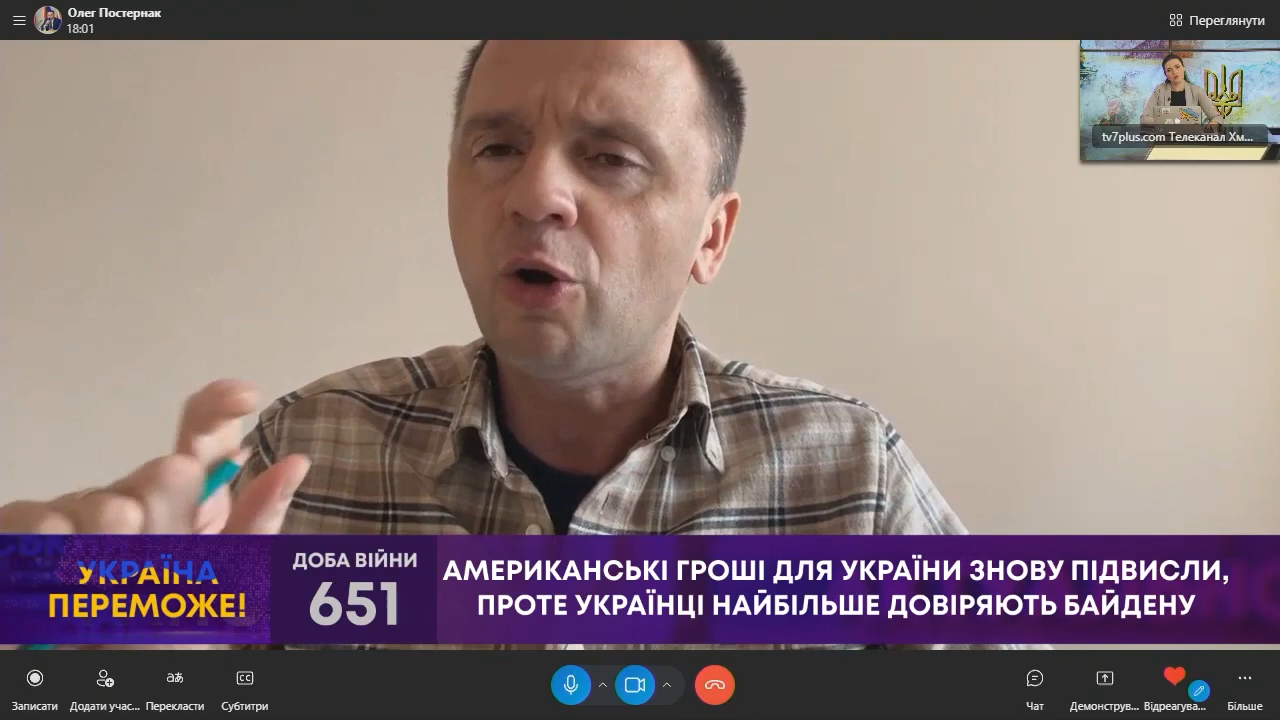 Олег Постернак
18:01
Переглянути
tv7plus.com Телеканал Хм...
УКРАЇНА
ПЕРЕМОЖЕ!
ДОБА ВІЙНИ
651
АМЕРИКАНСЬКІ ГРОШІ ДЛЯ УКРАЇНИ ЗНОВУ ПІДВИСЛИ,
ПРОТЕ УКРАЇНЦІ НАЙБІЛЬШЕ ДОВІРЯЮТЬ БАЙДЕНУ
Записати
Додати учас...
Перекласти
Субтитри
Чат
Демонструв...
Відреагува...
Більше